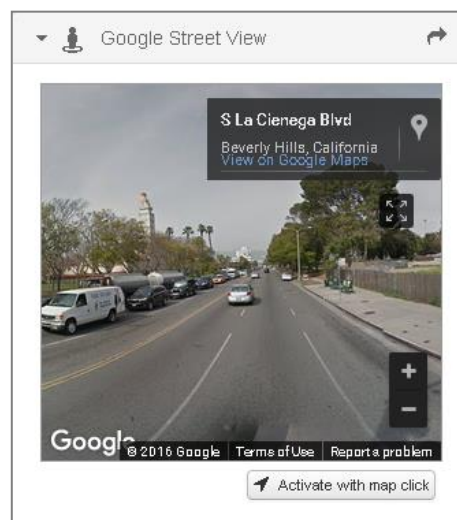 Google Street View
S La Cienega Blvd
Beverly Hills, California
View on Google Maps
+
−
Google
© 2016 Google Terms of Use Report a problem
Activate with map click